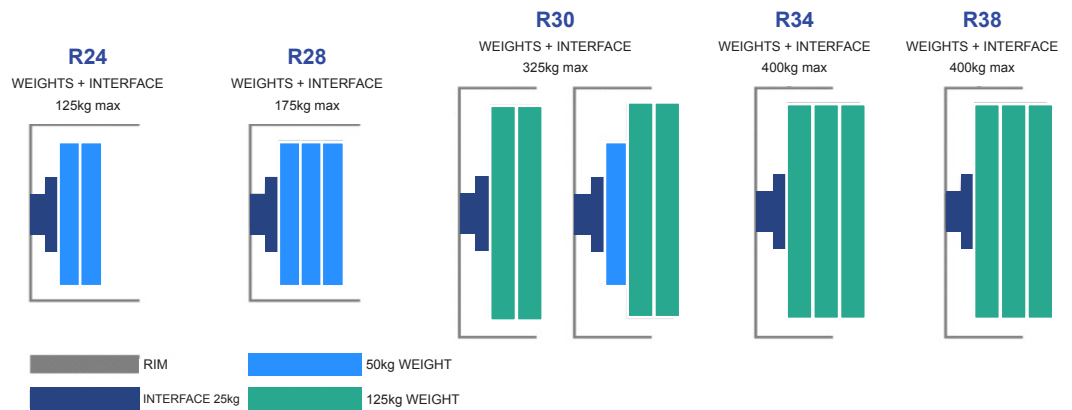 R24
WEIGHTS + INTERFACE
125kg max
R28
WEIGHTS + INTERFACE
175kg max
R30
WEIGHTS + INTERFACE
325kg max
R34
WEIGHTS + INTERFACE
400kg max
R38
WEIGHTS + INTERFACE
400kg max
RIM
50kg WEIGHT
INTERFACE 25kg
125kg WEIGHT